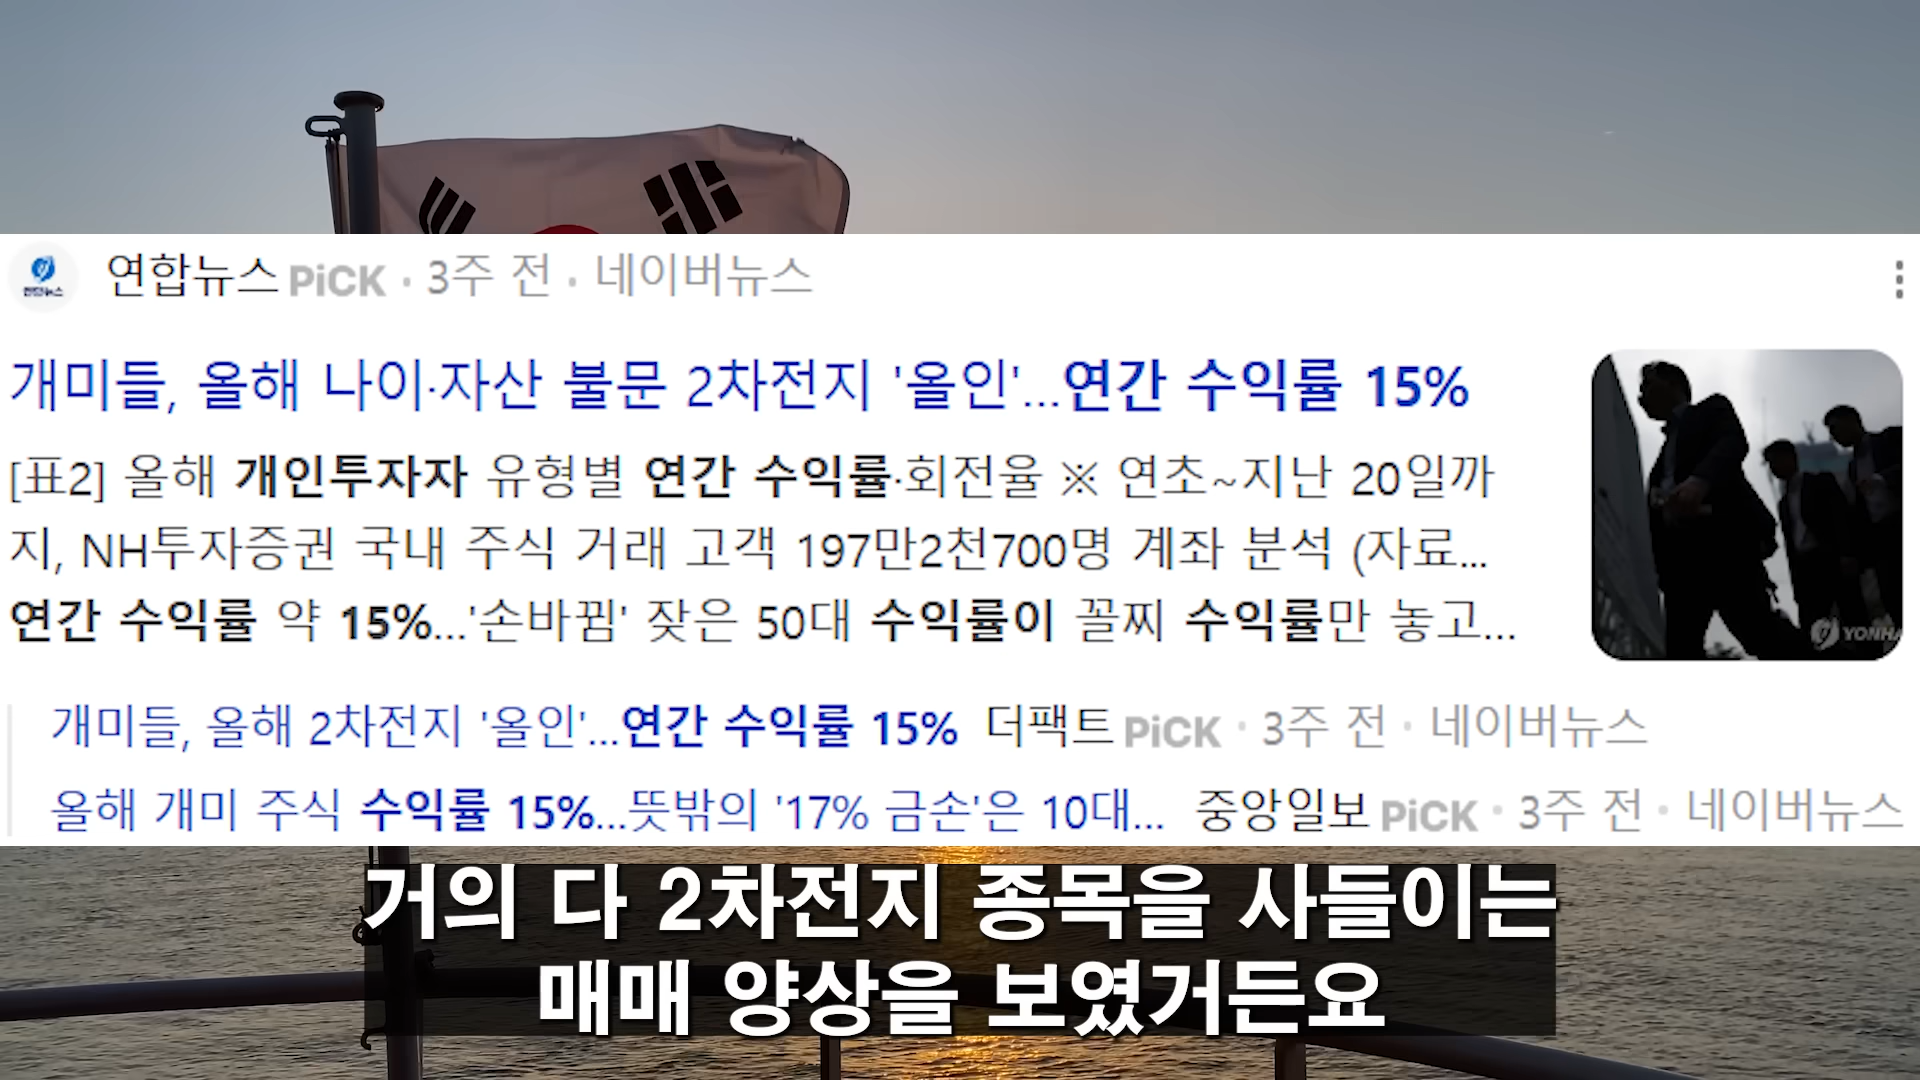 연합뉴스 PiCK · 3주 전 · 네이버뉴스
개미들, 올해 나이·자산 불문 2차전지 '올인'...연간 수익률 15%
[표2] 올해 개인투자자 유형별 연간 수익률·회전율 ※ 연초~지난 20일까
지, NH투자증권 국내 주식 거래 고객 197만2천700명 계좌 분석 (자료...
연간 수익률 약 15%...'손바뀜' 잦은 50대 수익률이 꼴찌 수익률만 놓고...
YONHA
개미들, 올해 2차전지 '올인'...연간 수익률 15% 더팩트 PiCK · 3주 전 · 네이버뉴스
올해 개미 주식 수익률 15%...뜻밖의 '17% 금손'은 10대... 중앙일보 PiCK · 3주 전 · 네이버뉴스
거의 다 2차전지 종목을 사들이는
매매 양상을 보였거든요